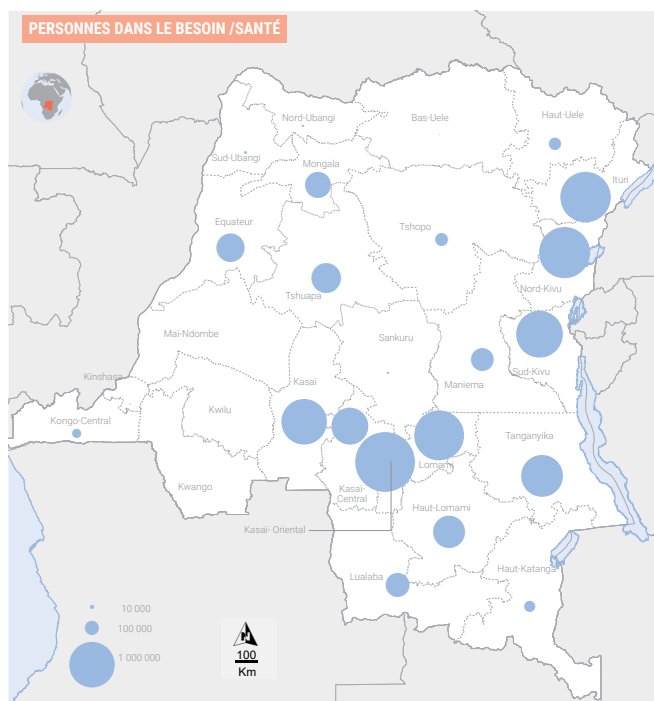 PERSONNES DANS LE BESOIN /SANTÉ
Haut-Uele
Nord-Ubangi
Bas-Uele
Sud-Ubangi
Mongala
Ituri
Equateur
Tshopo
Nord-Kivu
Tshuapa
Maï-Ndombe
Sankuru
Sud-Kivu
Kinshasa
Kasaï
Maniema
Kwilu
Kongo-Central
Tanganyika
Lomami
Kwango
Kasaï-
Central
Haut-Lomami
Kasaï- Oriental
Haut-Katanga
Lualaba
10 000
100 000
1 000 000
N
100
Km